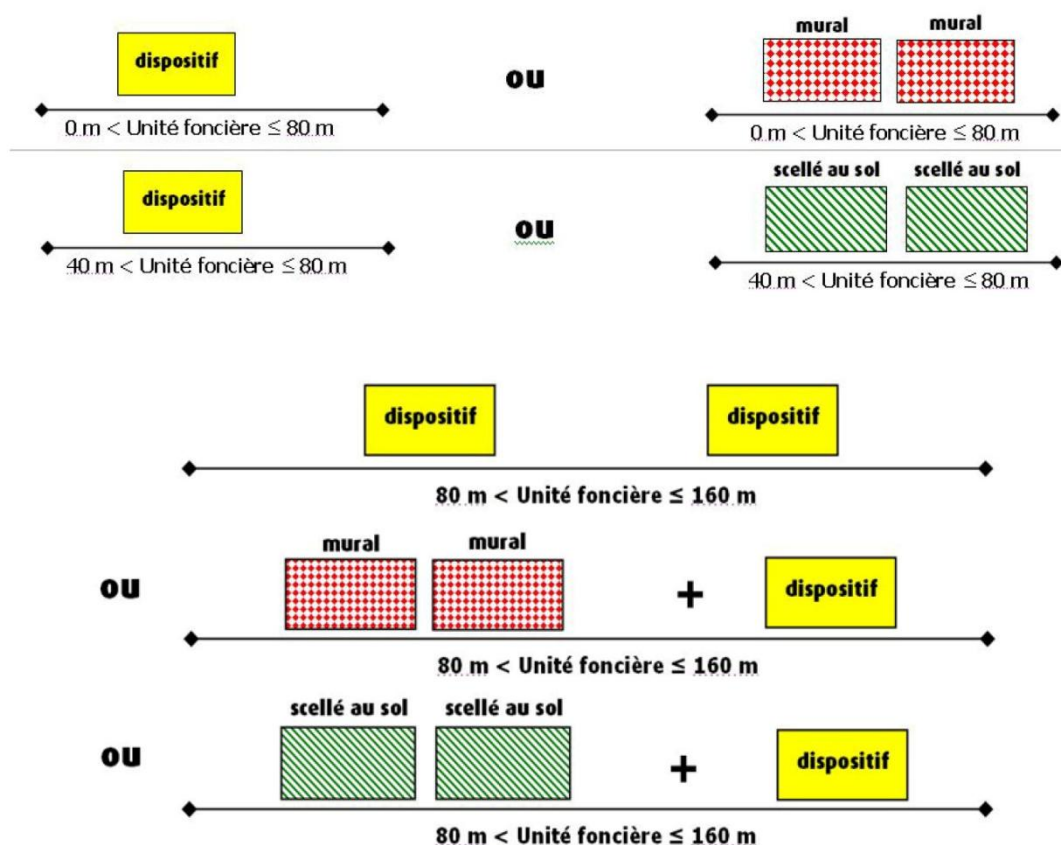 dispositif
ou
mural mural
0 m < Unité foncière ≤ 80 m
0 m < Unité foncière ≤ 80 m
dispositif
ou
scellé au sol scellé au sol
40 m < Unité foncière ≤ 80 m
40 m < Unité foncière ≤ 80 m
dispositif dispositif
80 m < Unité foncière ≤ 160 m
ou
mural mural
+
dispositif
80 m < Unité foncière ≤ 160 m
ou
scellé au sol scellé au sol
+
dispositif
80 m < Unité foncière ≤ 160 m